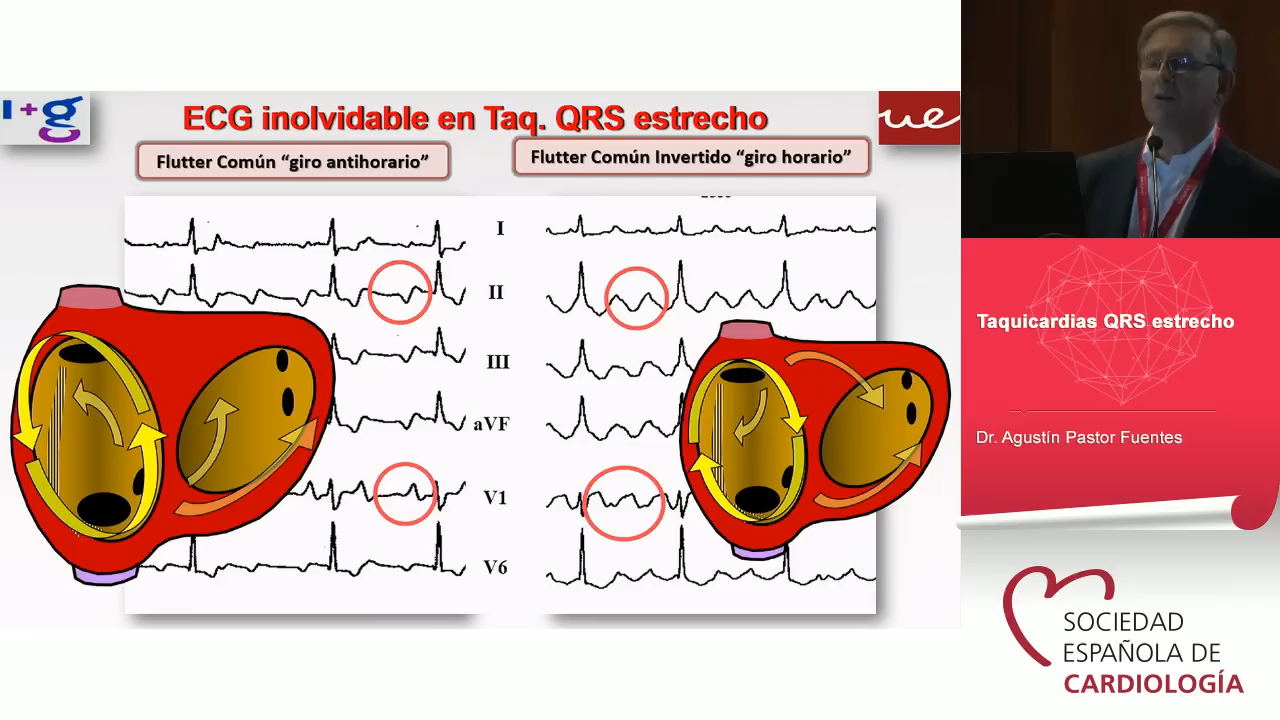 i+g
ECG inolvidable en Taq. QRS estrecho
ue
Flutter Común “giro antihorario”
Flutter Común Invertido “giro horario”
I
II
III
aVF
V1
V6
Taquicardias QRS estrecho
Dr. Agustín Pastor Fuentes
SOCIEDAD
ESPAÑOLA DE
CARDIOLOGÍA